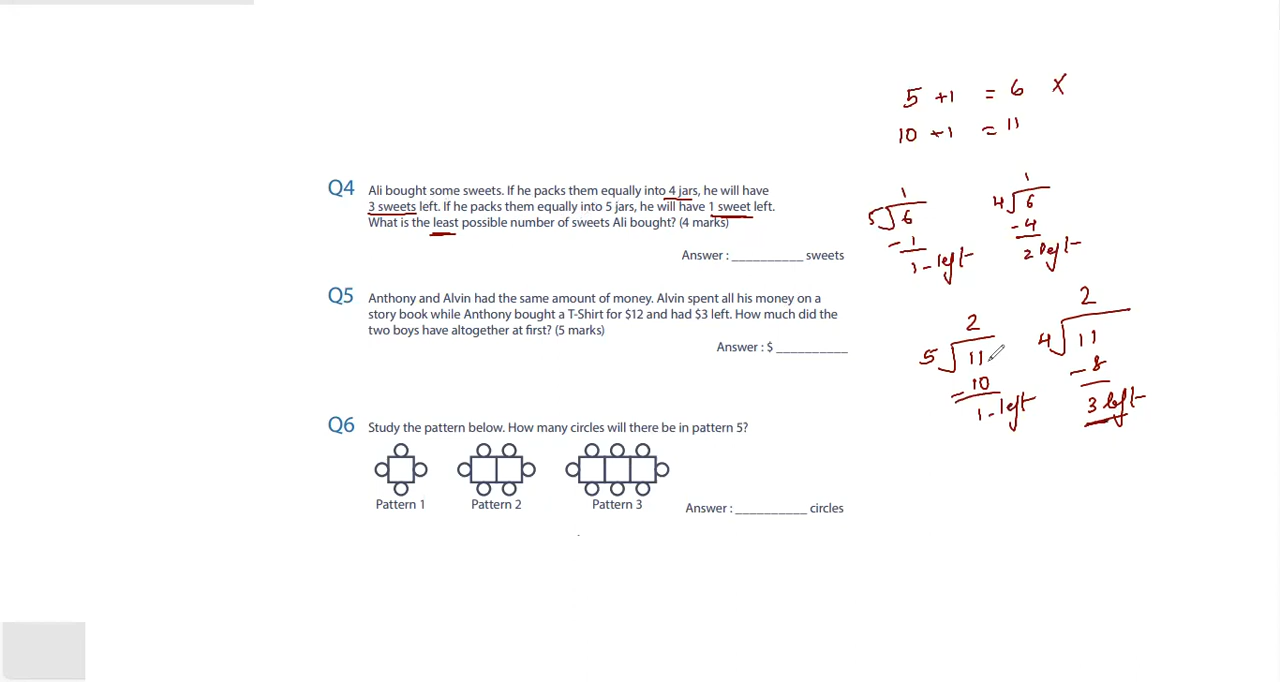 5 +1 = 6 X
10 +1 = 11
Q4 Ali bought some sweets. If he packs them equally into 4 jars, he will have
3 sweets left. If he packs them equally into 5 jars, he will have 1 sweet left.
What is the least possible number of sweets Ali bought? (4 marks)
Answer : __________ sweets
1
5 6
- 1
1 - left
1
4 6
- 4
2 left
Q5 Anthony and Alvin had the same amount of money. Alvin spent all his money on a
story book while Anthony bought a T-Shirt for $12 and had $3 left. How much did the
two boys have altogether at first? (5 marks)
Answer : $ __________
2
5 11
- 10
1 - left
2
4 11
- 8
3 left
Q6 Study the pattern below. How many circles will there be in pattern 5?
Pattern 1 Pattern 2 Pattern 3
Answer : __________ circles